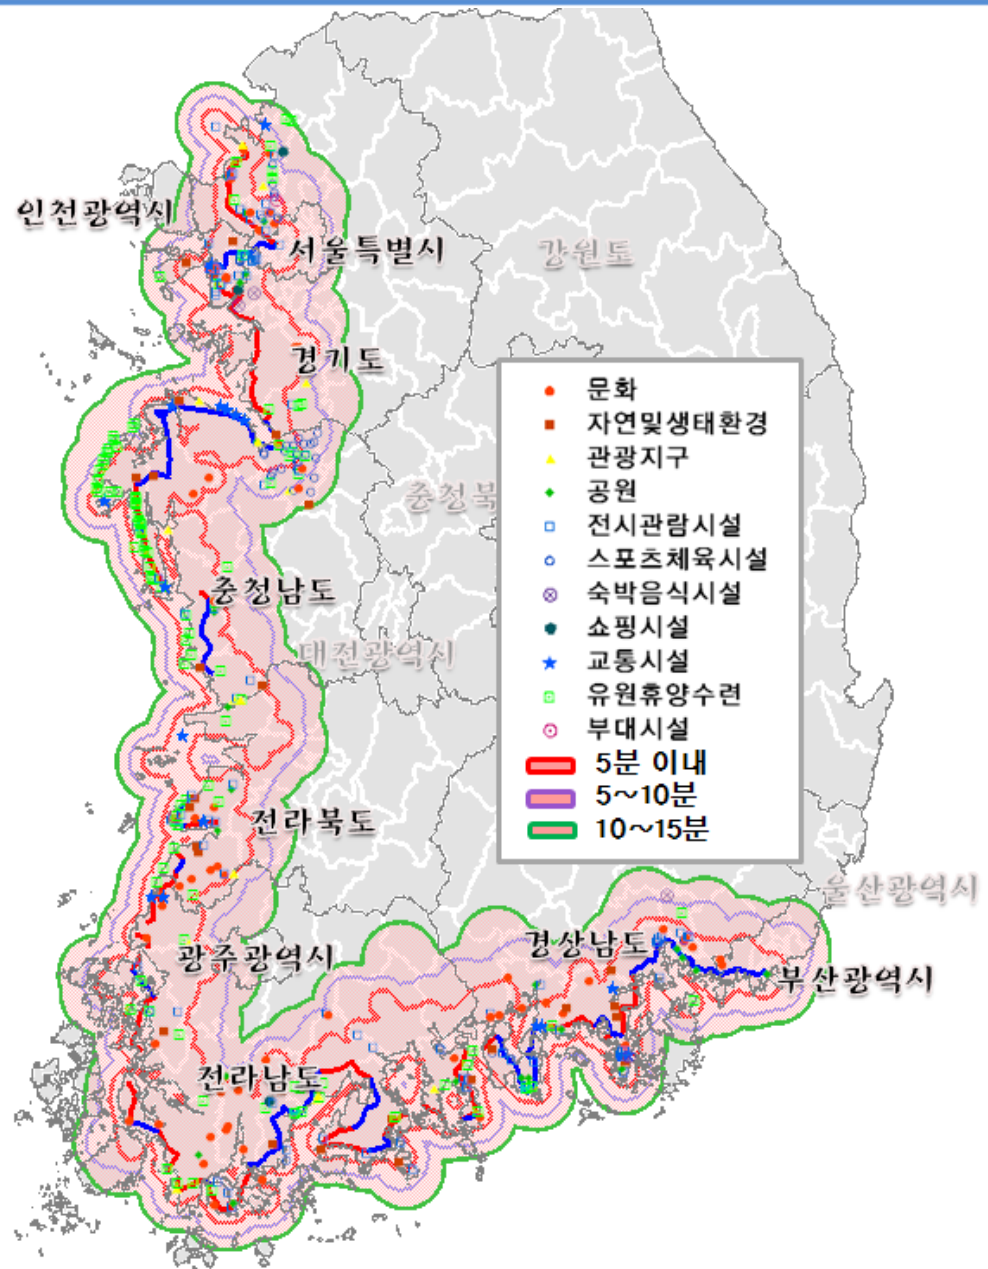 인천광역시
서울특별시
강원도
경기도
충청북
충청남도
대전광역시
전라북도
광주광역시
전라남도
경상남도
울산광역시
부산광역시
문화
자연및생태환경
관광지구
공원
전시관람시설
스포츠체육시설
숙박음식시설
쇼핑시설
교통시설
유원휴양수련
부대시설
5분 이내
5~10분
10~15분